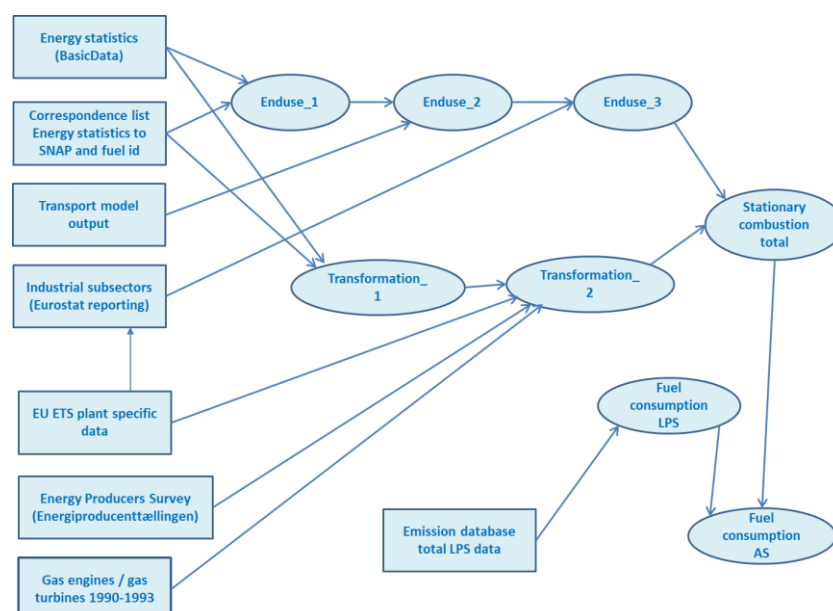 Energy statistics
(BasicData)
Enduse_1
Enduse_2
Enduse_3
Correspondence list
Energy statistics to
SNAP and fuel id
Transport model
output
Stationary
combustion
total
Industrial subsectors
(Eurostat reporting)
Transformation_
1
Transformation_
2
EU ETS plant specific
data
Fuel
consumption
LPS
Energy Producers Survey
(Energiproducenttællingen)
Emission database
total LPS data
Fuel
consumption
AS
Gas engines / gas
turbines 1990-1993